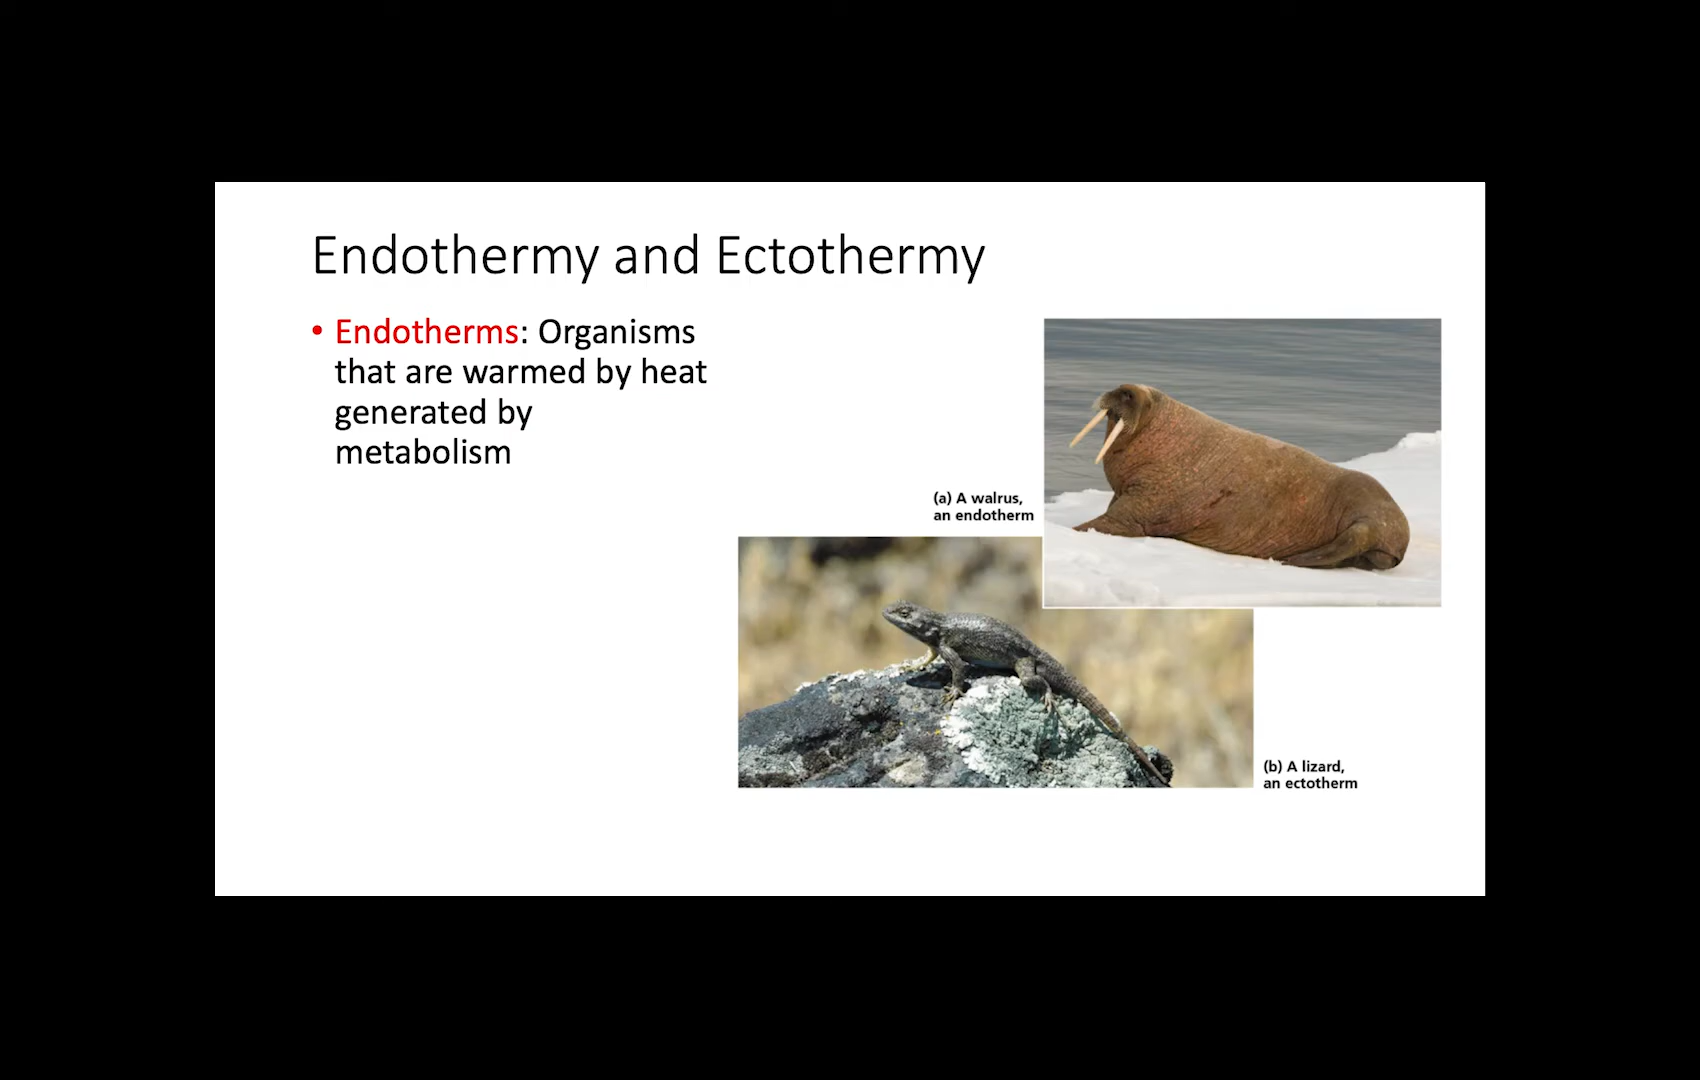 Endothermy and Ectothermy
• Endotherms: Organisms
that are warmed by heat
generated by
metabolism
(a) A walrus,
an endotherm
(b) A lizard,
an ectotherm